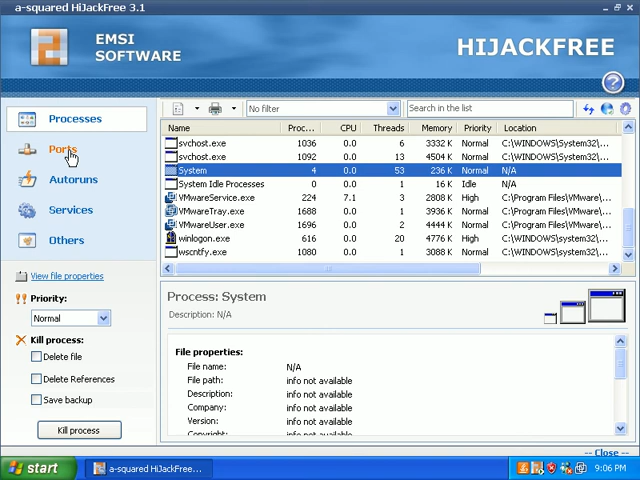 a-squared HiJackFree 3.1
EMSI
SOFTWARE
HIJACKFREE
Processes
Ports
Autoruns
Services
Others
View file properties
Priority:
Normal
Kill process:
Delete file
Delete References
Save backup
Kill process
No filter
Search in the list
Name Proc... CPU Threads Memory Priority Location
svchost.exe 1036 0.0 6 3332 K Normal C:\WINDOWS\System32/...
svchost.exe 1092 0.0 13 4504 K Normal C:\WINDOWS\System32/...
System 4 0.0 53 236 K Normal N/A
System Idle Processes 0 0.0 1 16 K Idle N/A
VMwareService.exe 224 7.1 3 2808 K High C:\Program Files\VMware/...
VMwareTray.exe 1688 0.0 1 3936 K Normal C:\Program Files\VMware/...
VMwareUser.exe 1696 0.0 2 4444 K Normal C:\Program Files\VMware/...
winlogon.exe 616 0.0 20 4776 K High C:\WINDOWS\system32/...
wscntfy.exe 1080 0.0 1 3088 K Normal C:\WINDOWS\system32/...
Process: System
Description: N/A
File properties:
File name: N/A
File path: info not available
Description: info not available
Company: info not available
Version: info not available
Copyright: info not available
-- Close --
start
a-squared HiJackFree...
9:06 PM